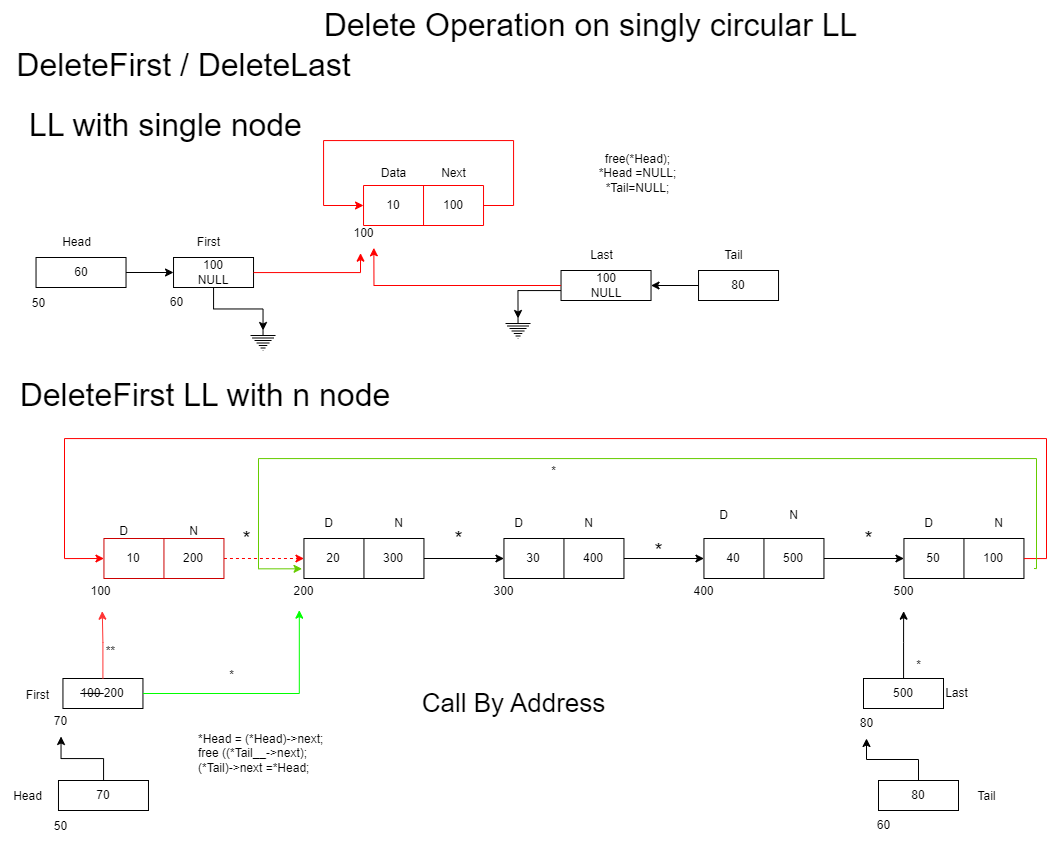 Delete Operation on singly circular LL
DeleteFirst / DeleteLast
LL with single node
free(*Head);
*Head =NULL;
*Tail=NULL;
Data Next
10 100
100
Head First
60 100
NULL
50 60
Last Tail
100 80
NULL
DeleteFirst LL with n node
*
D N * D N * D N * D N * D N
10 200 20 300 30 400 40 500 50 100
100 200 300 400 500
** * *
First 100 200 500 Last
70 80
Call By Address
*Head = (*Head)->next;
free ((*Tail__->next);
(*Tail)->next =*Head;
Head 70 80 Tail
50 60